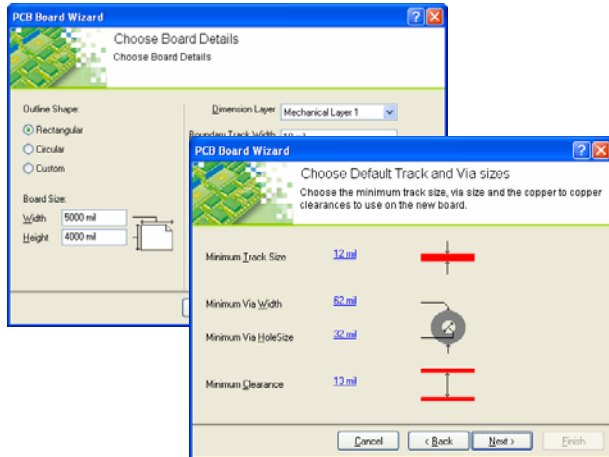 PCB Board Wizard
Choose Board Details
Choose Board Details
Outline Shape:
Rectangular
Circular
Custom
Board Size:
Width 5000 mil
Height 4000 mil
Dimension Layer Mechanical Layer 1
Boundary Track Width
PCB Board Wizard
Choose Default Track and Via sizes
Choose the minimum track size, via size and the copper to copper
clearances to use on the new board.
Minimum Track Size 12 mil
Minimum Via Width 62 mil
Minimum Via HoleSize 32 mil
Minimum Clearance 13 mil
Cancel < Back Next > Finish